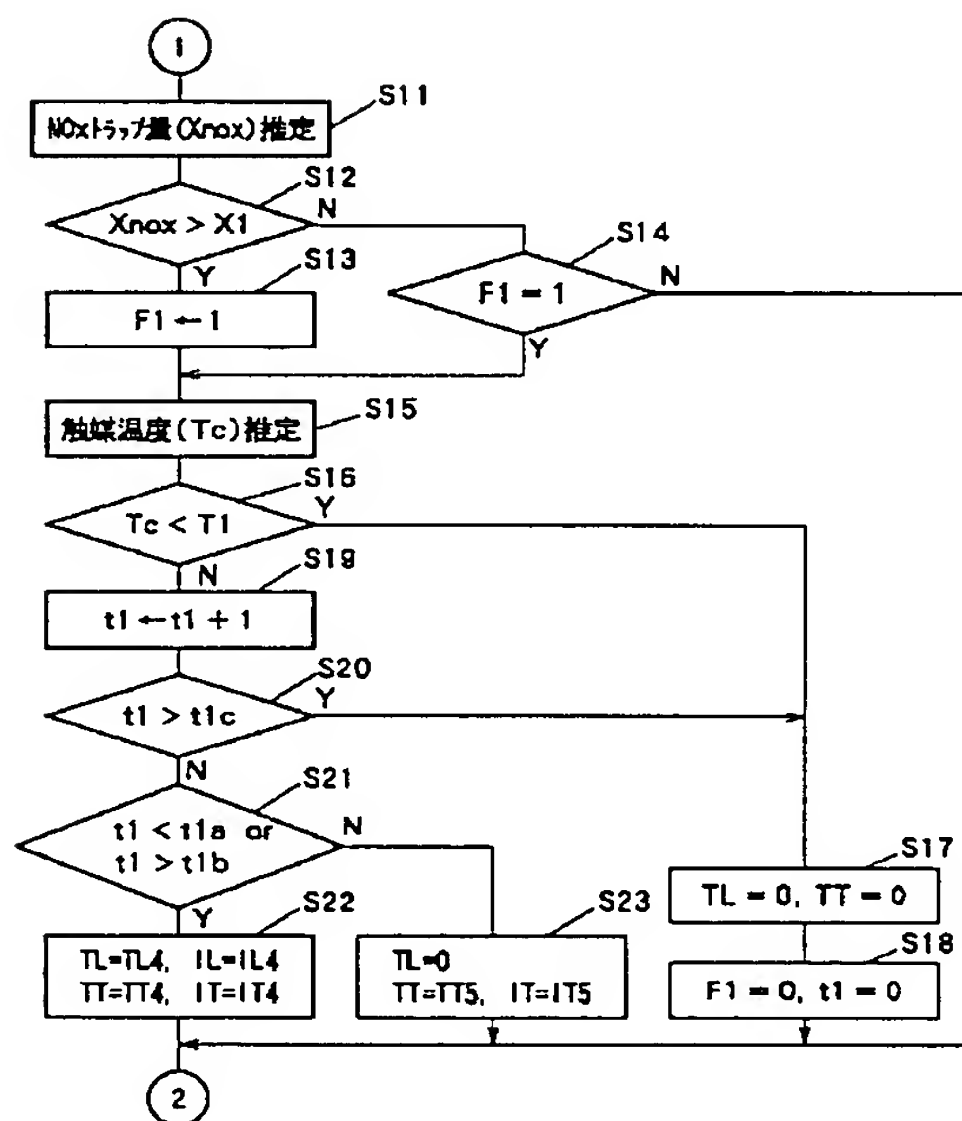 1
S11
NOxトラップ量(Xnox)推定
S12
Xnox > X1
N
Y
S13
F1 ← 1
S14
F1 = 1
N
Y
S15
触媒温度(Tc)推定
S16
Tc < T1
Y
N
S19
t1 ← t1 + 1
S20
t1 > t1c
Y
N
S21
t1 < t1a or
t1 > t1b
N
Y
S22
TL=TL4, IL=IL4
TT=TT4, IT=IT4
S23
TL=0
TT=TT5, IT=IT5
S17
TL = 0, TT = 0
S18
F1 = 0, t1 = 0
2